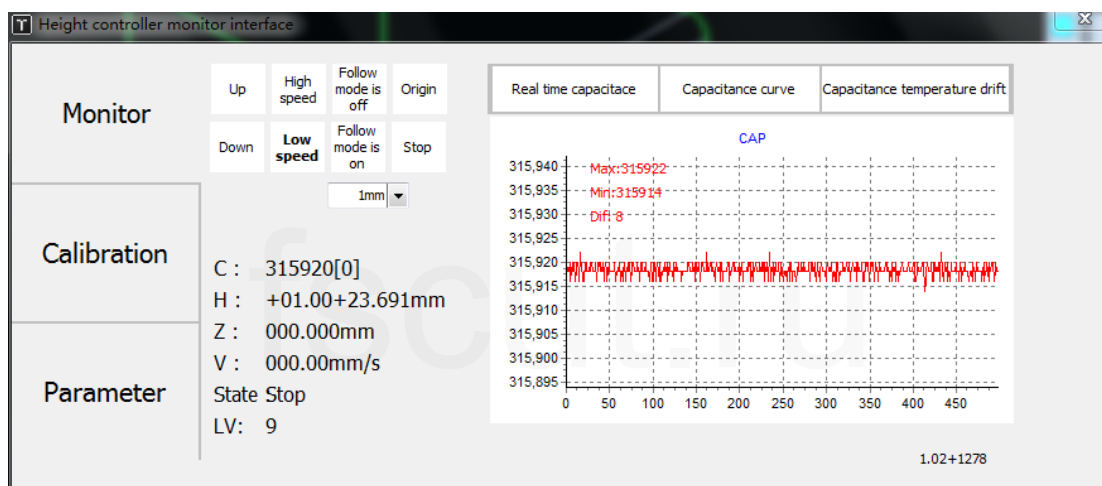 Height controller monitor interface
Monitor
Calibration
Parameter
Up
High speed
Follow mode is off
Origin
Down
Low speed
Follow mode is on
Stop
1mm
C : 315920[0]
H : +01.00+23.691mm
Z : 000.000mm
V : 000.00mm/s
State Stop
LV: 9
Real time capacitace
Capacitance curve
Capacitance temperature drift
CAP
Max:315922
Min:315914
Dif: 8
315,940
315,935
315,930
315,925
315,920
315,915
315,910
315,905
315,900
315,895
0 50 100 150 200 250 300 350 400 450
1.02+1278
fscut.ru